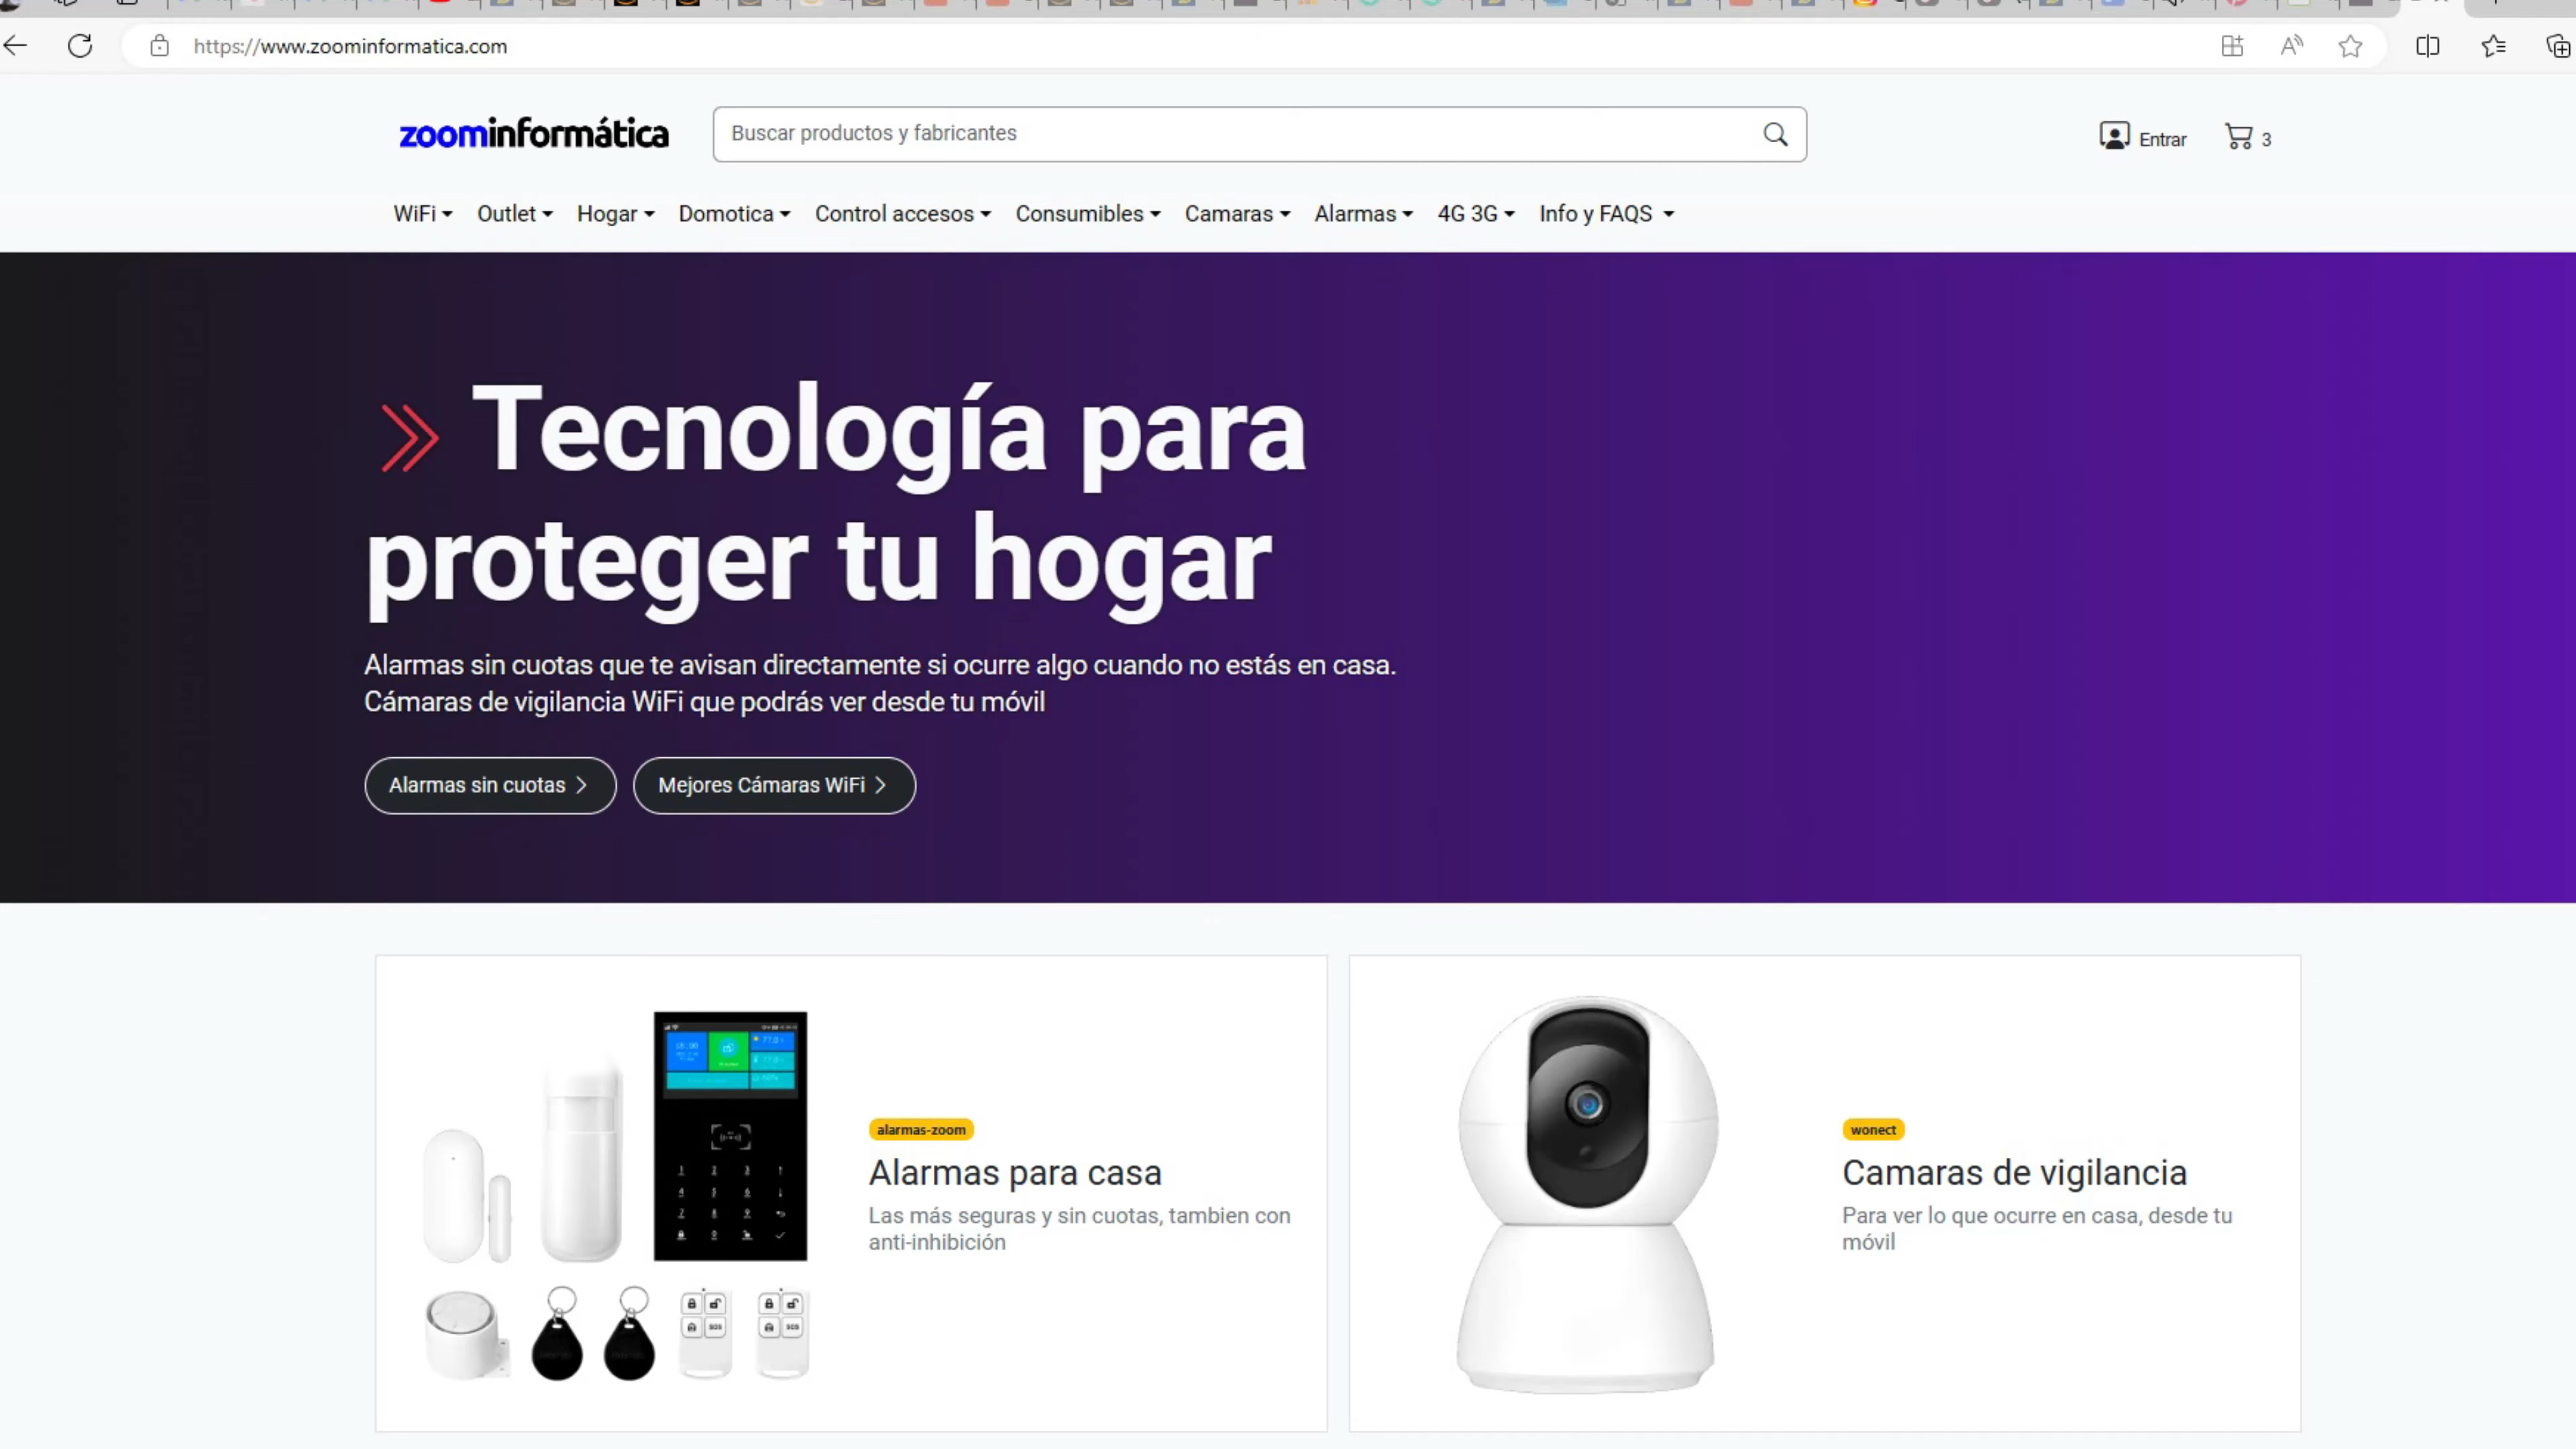 https://www.zoominformatica.com
zoominformática
Buscar productos y fabricantes
Entrar
3
WiFi Outlet Hogar Domotica Control accesos Consumibles Camaras Alarmas 4G 3G Info y FAQS
Tecnología para
proteger tu hogar
Alarmas sin cuotas que te avisan directamente si ocurre algo cuando no estás en casa.
Cámaras de vigilancia WiFi que podrás ver desde tu móvil
Alarmas sin cuotas
Mejores Cámaras WiFi
alarmas-zoom
Alarmas para casa
Las más seguras y sin cuotas, tambien con
anti-inhibición
SOS
SOS
wonect
Camaras de vigilancia
Para ver lo que ocurre en casa, desde tu
móvil